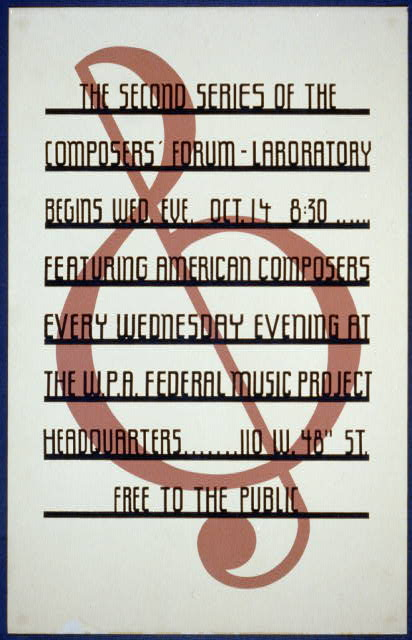 THE SECOND SERIES OF THE
COMPOSERS' FORUM - LABORATORY
BEGINS WED. EVE. OCT. 14 8:30 ......
FEATURING AMERICAN COMPOSERS
EVERY WEDNESDAY EVENING AT
THE W.P.A. FEDERAL MUSIC PROJECT
HEADQUARTERS........110 W. 48" ST.
FREE TO THE PUBLIC